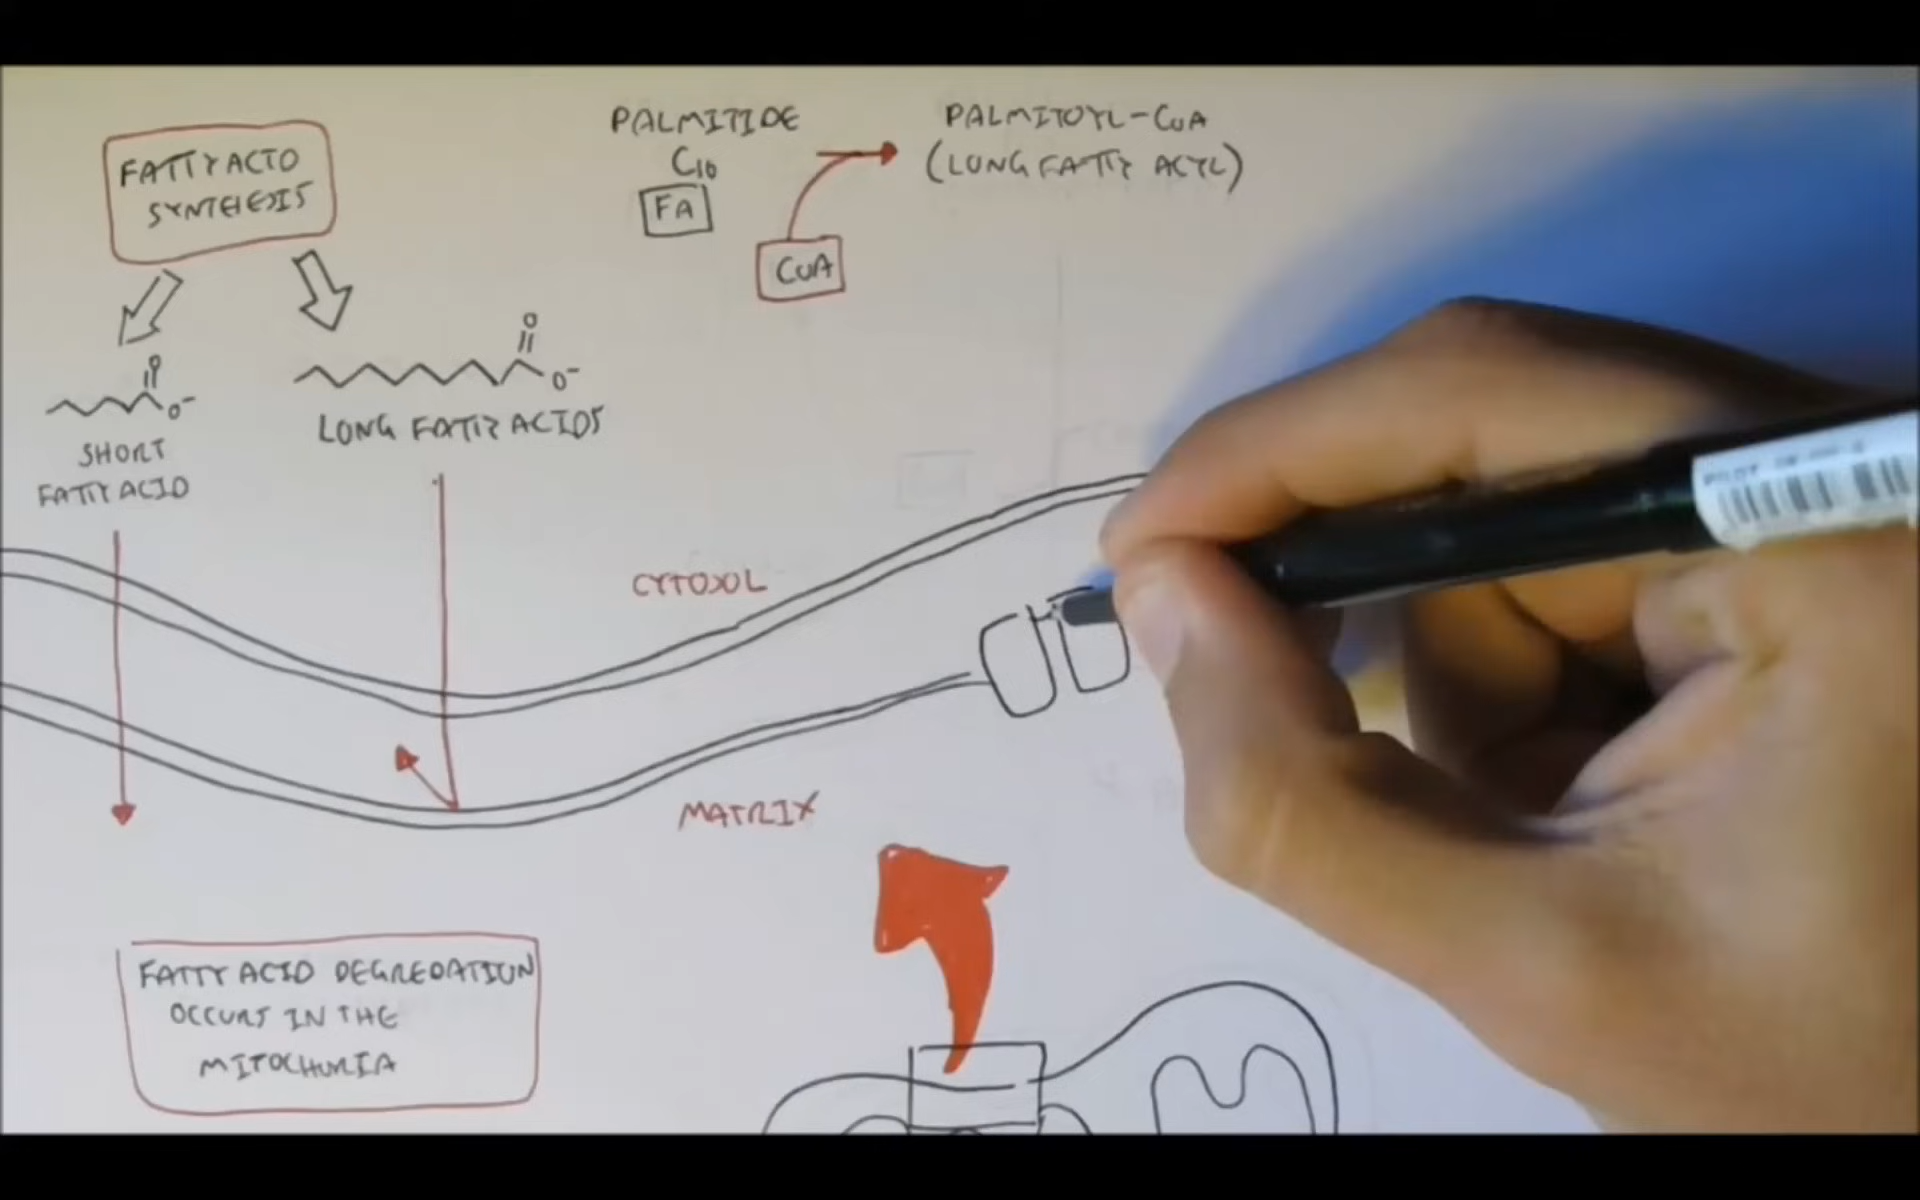 FATTY ACID
SYNTHESIS
PALMITIDE
C16
FA
CoA
PALMITOYL-CoA
(LONG FATTY ACYL)
SHORT
FATTY ACID
LONG FATTY ACIDS
CYTOSOL
MATRIX
FATTY ACID DEGREDATION
OCCURS IN THE
MITOCHONRIA